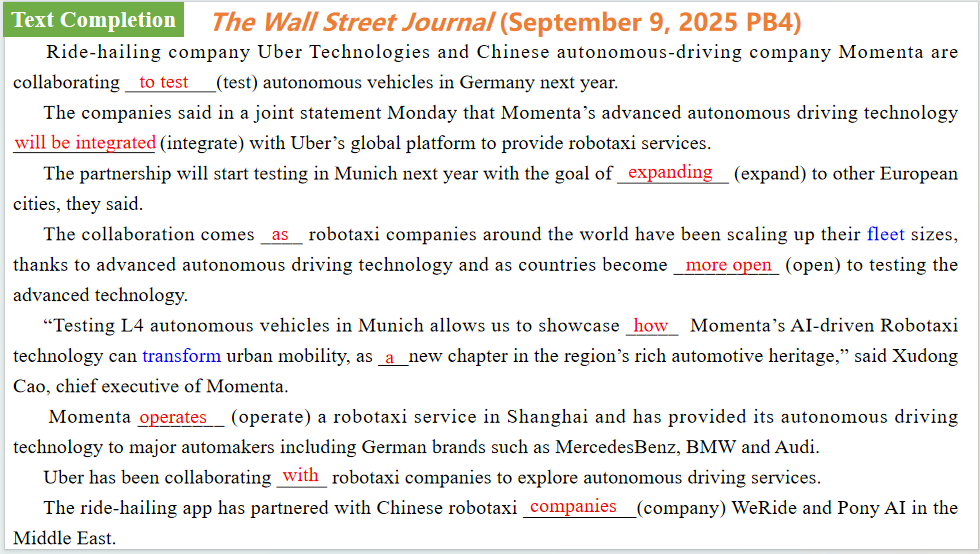 Text Completion The Wall Street Journal (September 9, 2025 PB4)
Ride-hailing company Uber Technologies and Chinese autonomous-driving company Momenta are
collaborating to test (test) autonomous vehicles in Germany next year.
The companies said in a joint statement Monday that Momenta's advanced autonomous driving technology
will be integrated (integrate) with Uber's global platform to provide robotaxi services.
The partnership will start testing in Munich next year with the goal of expanding (expand) to other European
cities, they said.
The collaboration comes as robotaxi companies around the world have been scaling up their fleet sizes,
thanks to advanced autonomous driving technology and as countries become more open (open) to testing the
advanced technology.
“Testing L4 autonomous vehicles in Munich allows us to showcase how Momenta's AI-driven Robotaxi
technology can transform urban mobility, as a new chapter in the region's rich automotive heritage,” said Xudong
Cao, chief executive of Momenta.
Momenta operates (operate) a robotaxi service in Shanghai and has provided its autonomous driving
technology to major automakers including German brands such as MercedesBenz, BMW and Audi.
Uber has been collaborating with robotaxi companies to explore autonomous driving services.
The ride-hailing app has partnered with Chinese robotaxi companies (company) WeRide and Pony AI in the
Middle East.